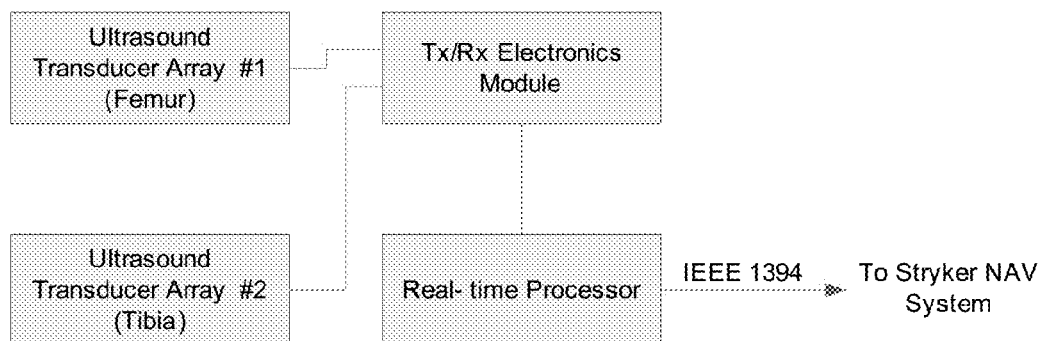 Ultrasound
Transducer Array #1
(Femur)
Tx/Rx Electronics
Module
Ultrasound
Transducer Array #2
(Tibia)
Real- time Processor
IEEE 1394
To Stryker NAV
System